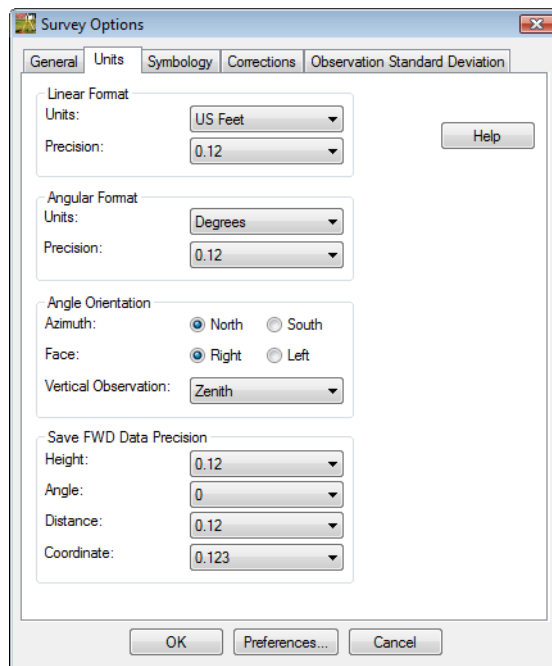 Survey Options
General Units Symbology Corrections Observation Standard Deviation
Linear Format
Units: US Feet
Help
Precision: 0.12
Angular Format
Units: Degrees
Precision: 0.12
Angle Orientation
Azimuth: North South
Face: Right Left
Vertical Observation: Zenith
Save FWD Data Precision
Height: 0.12
Angle: 0
Distance: 0.12
Coordinate: 0.123
OK Preferences... Cancel